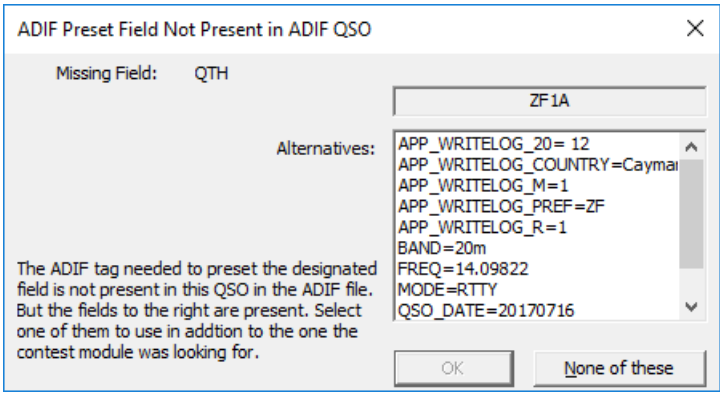 ADIF Preset Field Not Present in ADIF QSO
Missing Field: QTH
ZF1A
Alternatives:
APP_WRITELOG_20= 12
APP_WRITELOG_COUNTRY=Caymar
APP_WRITELOG_M=1
APP_WRITELOG_PREF=ZF
APP_WRITELOG_R=1
BAND=20m
FREQ=14.09822
MODE=RTTY
QSO_DATE=20170716
The ADIF tag needed to preset the designated
field is not present in this QSO in the ADIF file.
But the fields to the right are present. Select
one of them to use in addtion to the one the
contest module was looking for.
OK
None of these